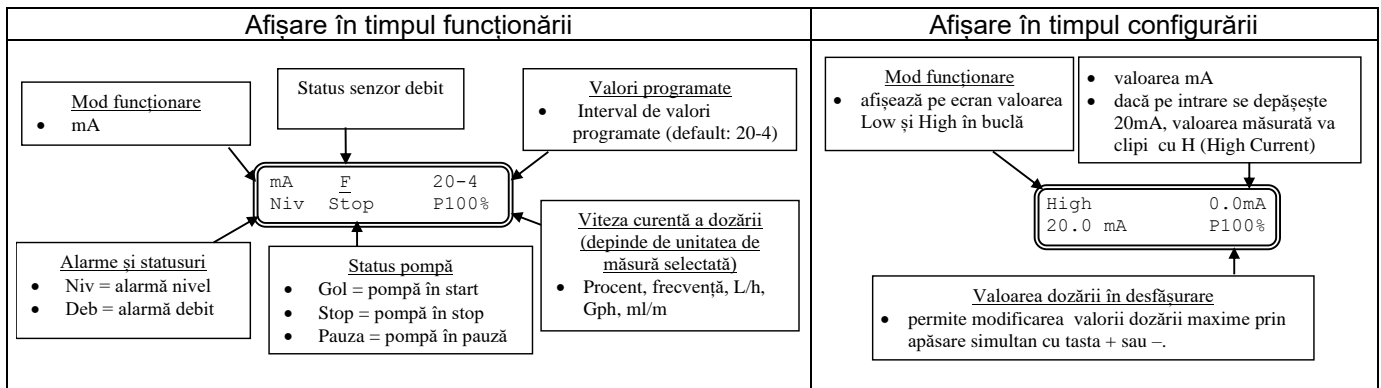 Afișare în timpul funcționării
Mod funcționare
• mA
Status senzor debit
Valori programate
• Interval de valori
programate (default: 20-4)
mA F 20-4
Niv Stop P100%
Alarme și statusuri
• Niv = alarmă nivel
• Deb = alarmă debit
Status pompă
• Gol = pompă în start
• Stop = pompă în stop
• Pauza = pompă în pauză
Viteza curentă a dozării
(depinde de unitatea de
măsură selectată)
• Procent, frecvență, L/h,
Gph, ml/m
Afișare în timpul configurării
Mod funcționare
• afișează pe ecran valoarea
Low și High în buclă
• valoarea mA
• dacă pe intrare se depășește
20mA, valoarea măsurată va
clipi cu H (High Current)
High 0.0mA
20.0 mA P100%
Valoarea dozării în desfășurare
• permite modificarea valorii dozării maxime prin
apăsare simultan cu tasta + sau –.